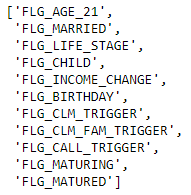 ['FLG_AGE_21',
'FLG_MARRIED',
'FLG_LIFE_STAGE',
'FLG_CHILD',
'FLG_INCOME_CHANGE',
'FLG_BIRTHDAY',
'FLG_CLM_TRIGGER',
'FLG_CLM_FAM_TRIGGER',
'FLG_CALL_TRIGGER',
'FLG_MATURING',
'FLG_MATURED']